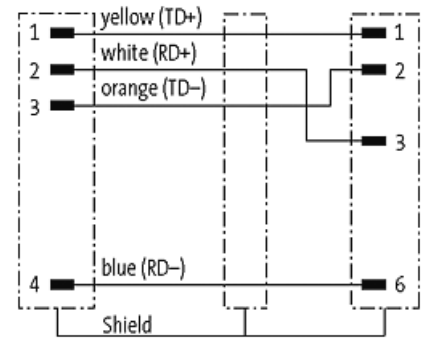 yellow (TD+)
1 1
white (RD+)
2 2
orange (TD–)
3
3
blue (RD–)
4 6
Shield